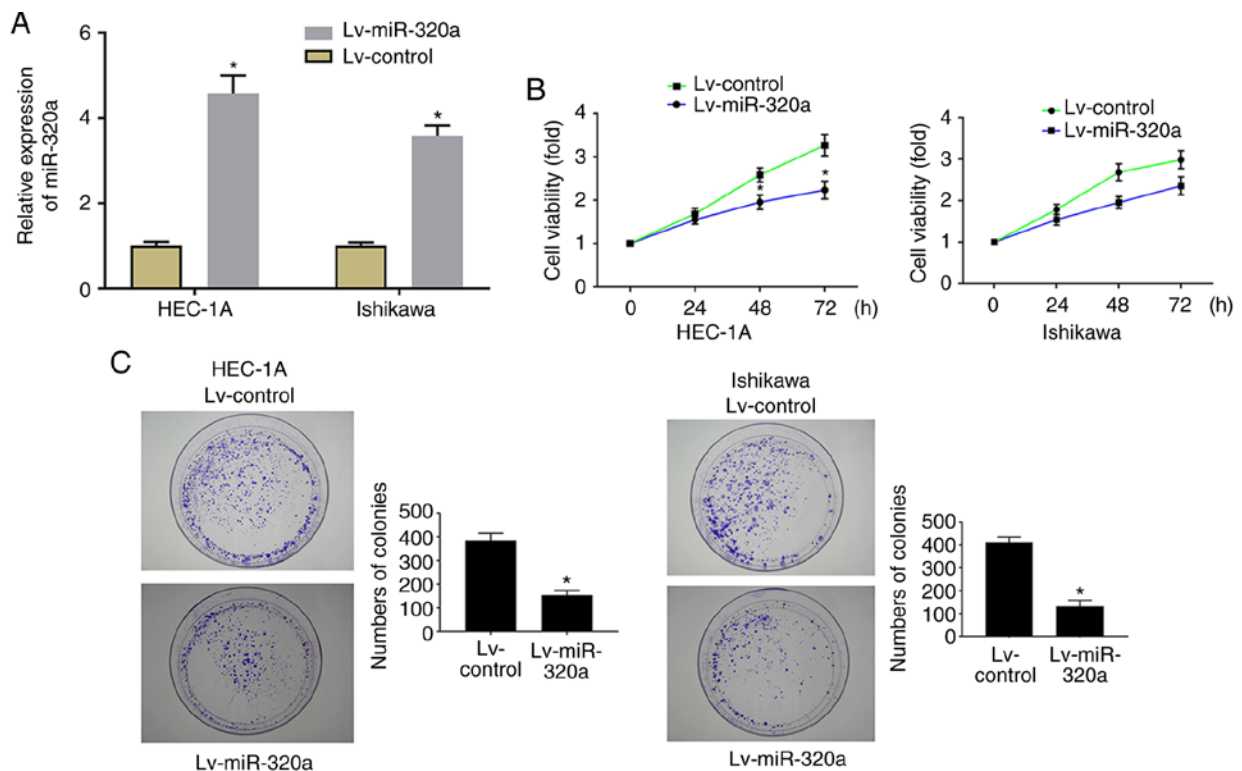 A
Relative expression
of miR-320a
6
4
2
0
Lv-miR-320a
Lv-control
*
*
HEC-1A
Ishikawa
B
Lv-control
Lv-miR-320a
Cell viability (fold)
4
3
2
1
0
*
*
0 24 48 72 (h)
HEC-1A
Lv-control
Lv-miR-320a
Cell viability (fold)
4
3
2
1
0
0 24 48 72 (h)
Ishikawa
C
HEC-1A
Lv-control
Lv-miR-320a
Numbers of colonies
500
400
300
200
100
0
*
Lv-
control
Lv-miR-
320a
Ishikawa
Lv-control
Lv-miR-320a
Numbers of colonies
500
400
300
200
100
0
*
Lv-
control
Lv-miR-
320a